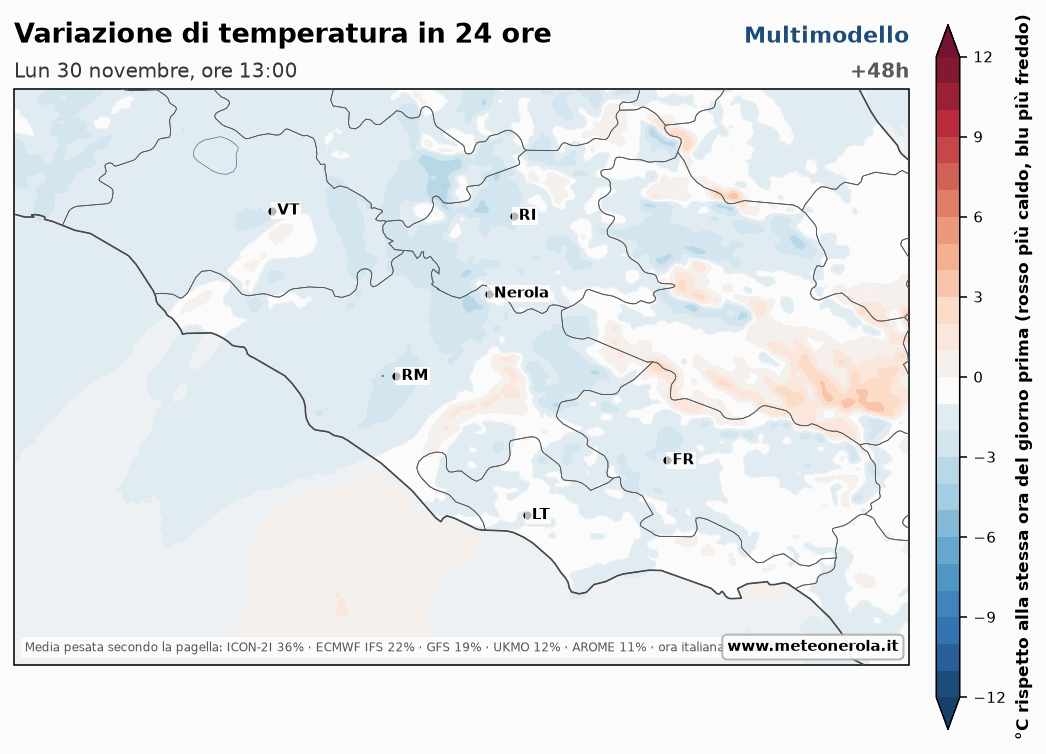 Variazione di temperatura in 24 ore
Multimodello
Lun 30 novembre, ore 13:00
+48h
VT
RI
Nerola
RM
FR
LT
Media pesata secondo la pagella: ICON-2I 36% · ECMWF IFS 22% · GFS 19% · UKMO 12% · AROME 11% · ora italiana
www.meteonerola.it
12
9
6
3
0
−3
−6
−9
−12
°C rispetto alla stessa ora del giorno prima (rosso più caldo, blu più freddo)